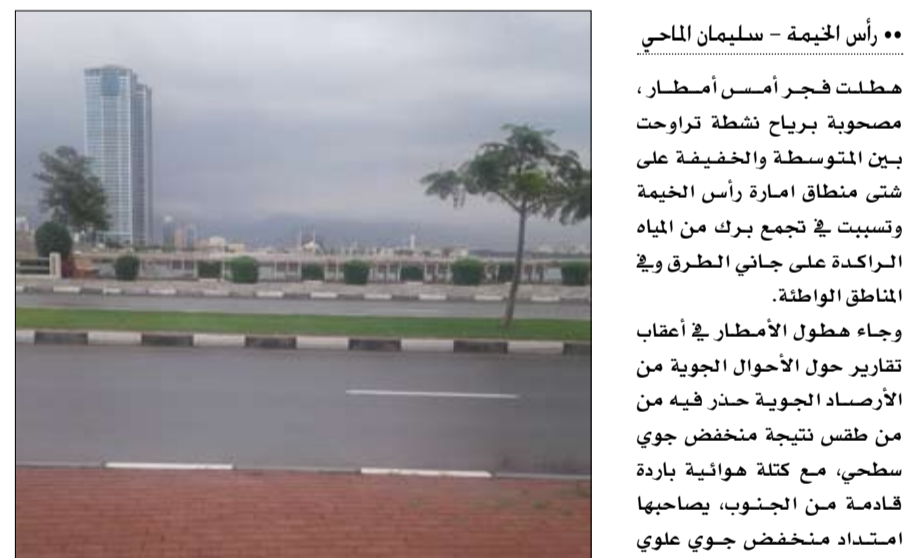 •• رأس الخيمة – سليمان الماحي
هطلت فجر أمس أمطار ،
مصحوبة برياح نشطة تراوحت
بين المتوسطة والخفيفة على
شتى منطاق امارة رأس الخيمة
وتسببت في تجمع برك من المياه
الراكدة على جاني الطرق وفي
المناطق الواطئة.
وجاء هطول الأمطار في أعقاب
تقارير حول الأحوال الجوية من
الأرصاد الجوية حذر فيه من
من طقس نتيجة منخفض جوي
سطحي، مع كتلة هوائية باردة
قادمة من الجنوب، يصاحبها
امتداد منخفض جوي علوي